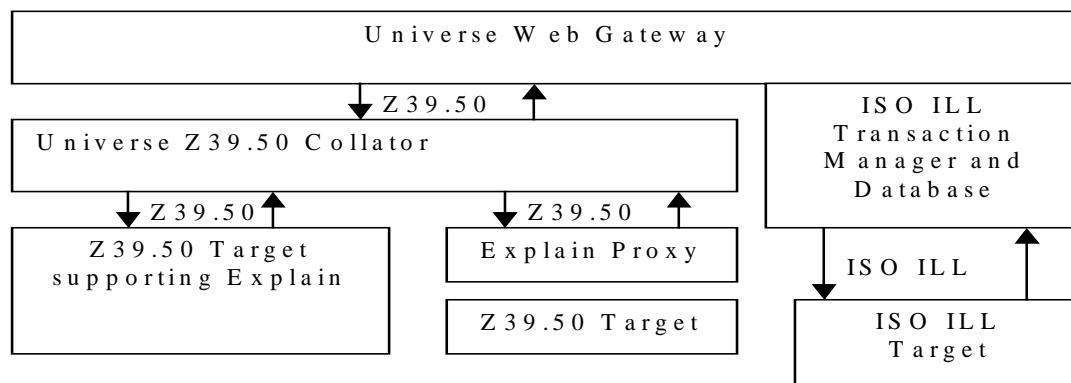 Universe Web Gateway
Z39.50
Universe Z39.50 Collator
ISO ILL
Transaction
Manager and
Database
Z39.50
Z39.50
Z39.50 Target
supporting Explain
Explain Proxy
ISO ILL
Z39.50 Target
ISO ILL
Target